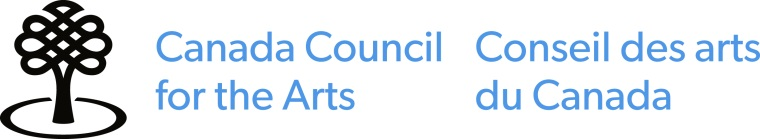 Canada Council
for the Arts
Conseil des arts
du Canada